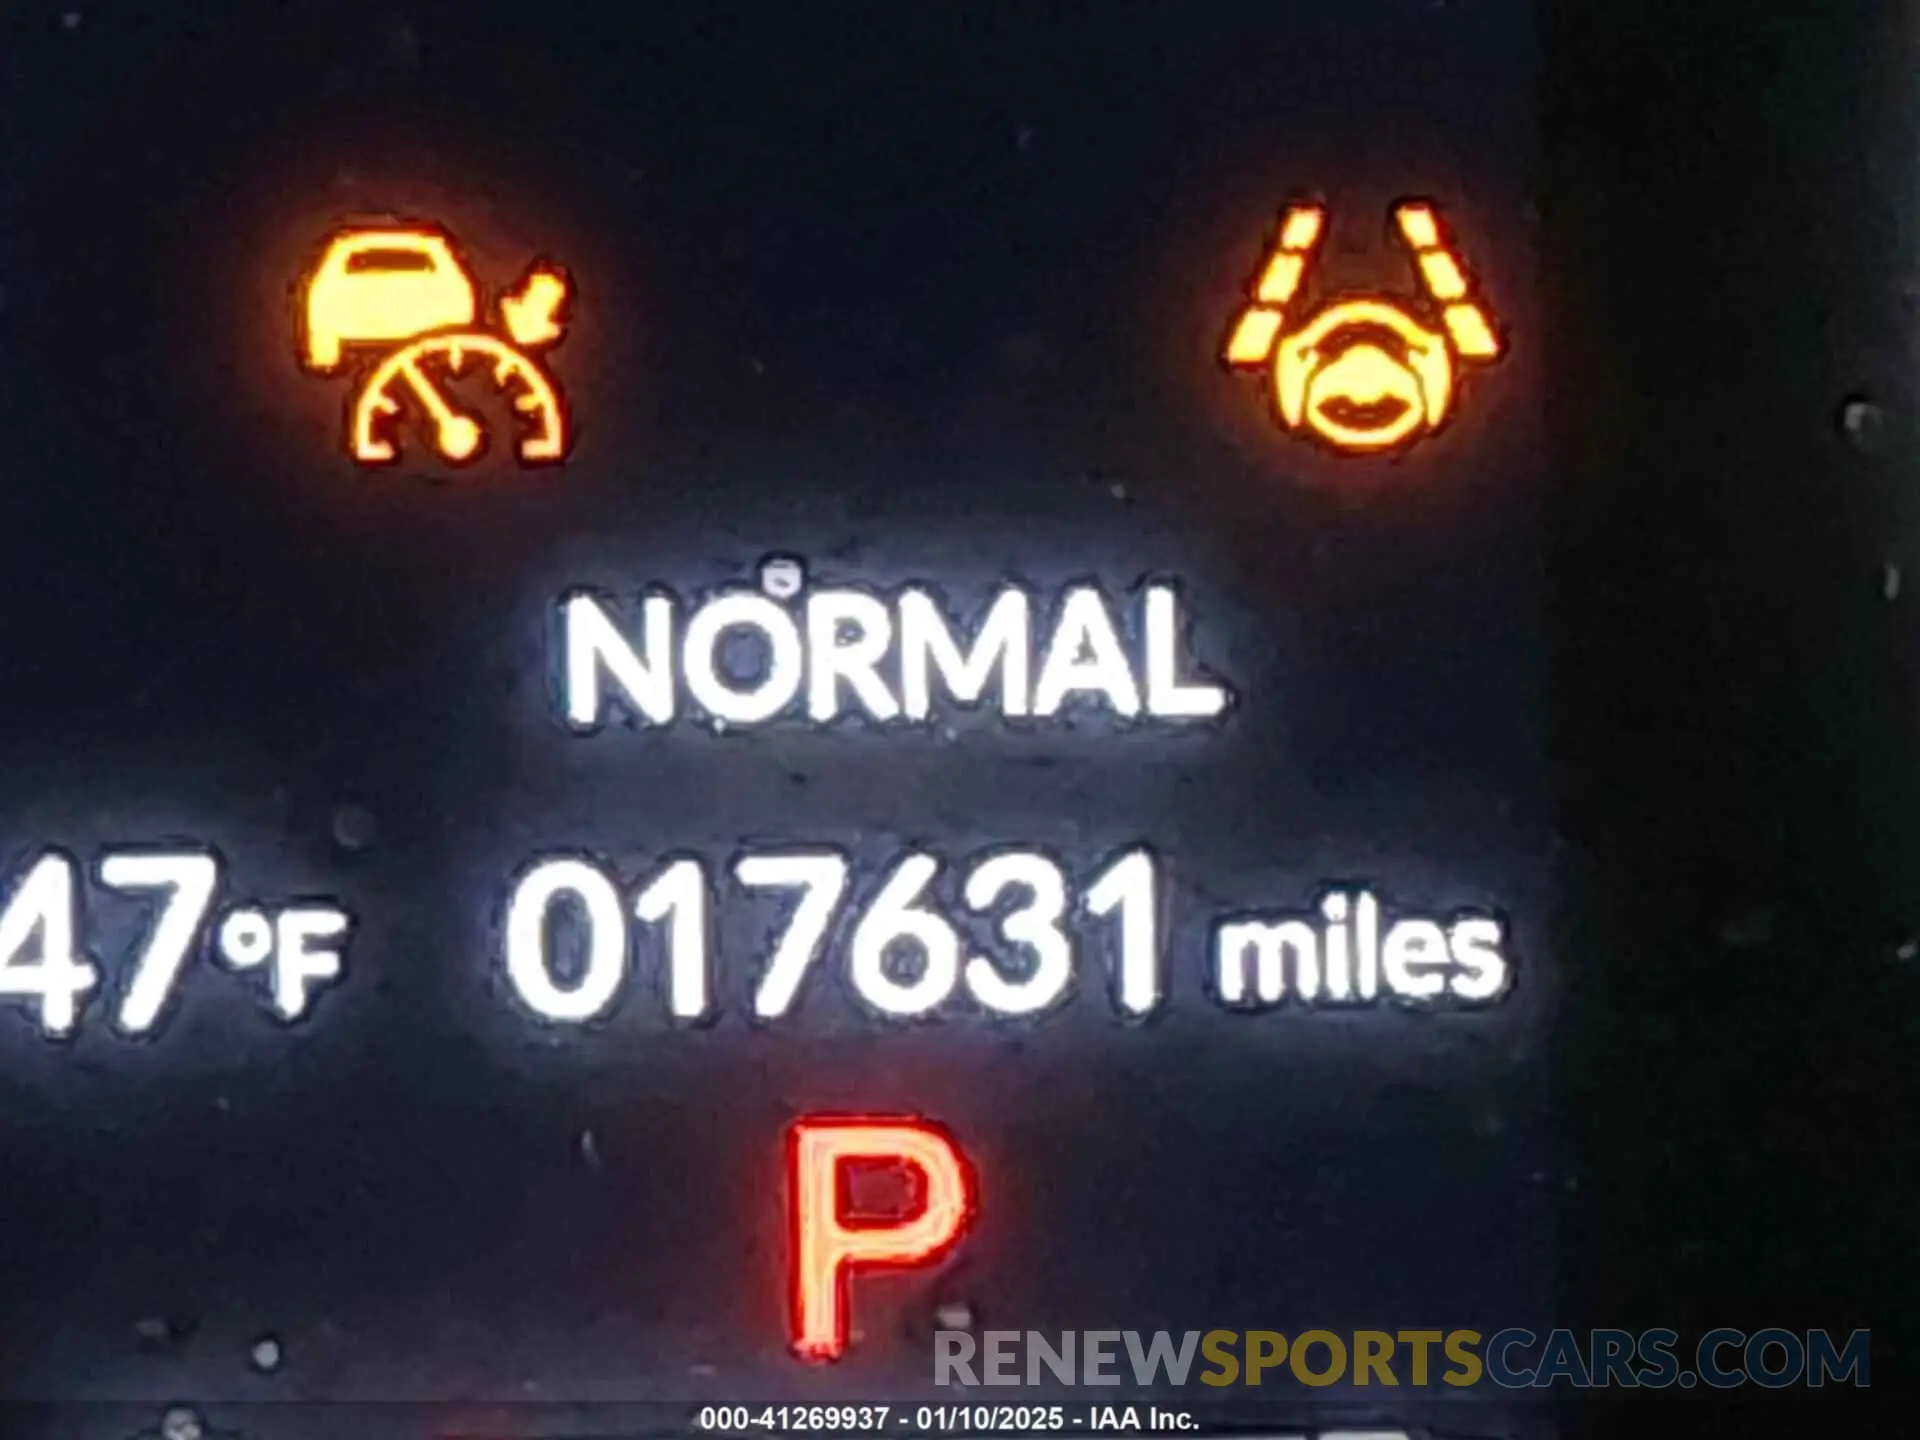 NORMAL
47°F 017631 miles
P
RENEWSPORTSCARS.COM
000-41269937 - 01/10/2025 - IAA Inc.